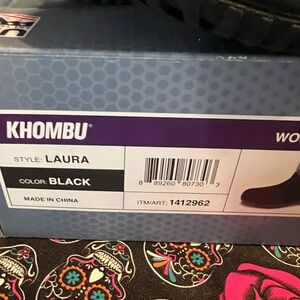 KHOMBU®
WO
STYLE: LAURA
COLOR: BLACK
MADE IN CHINA
8 89260 80730 3
ITM/ART: 1412962